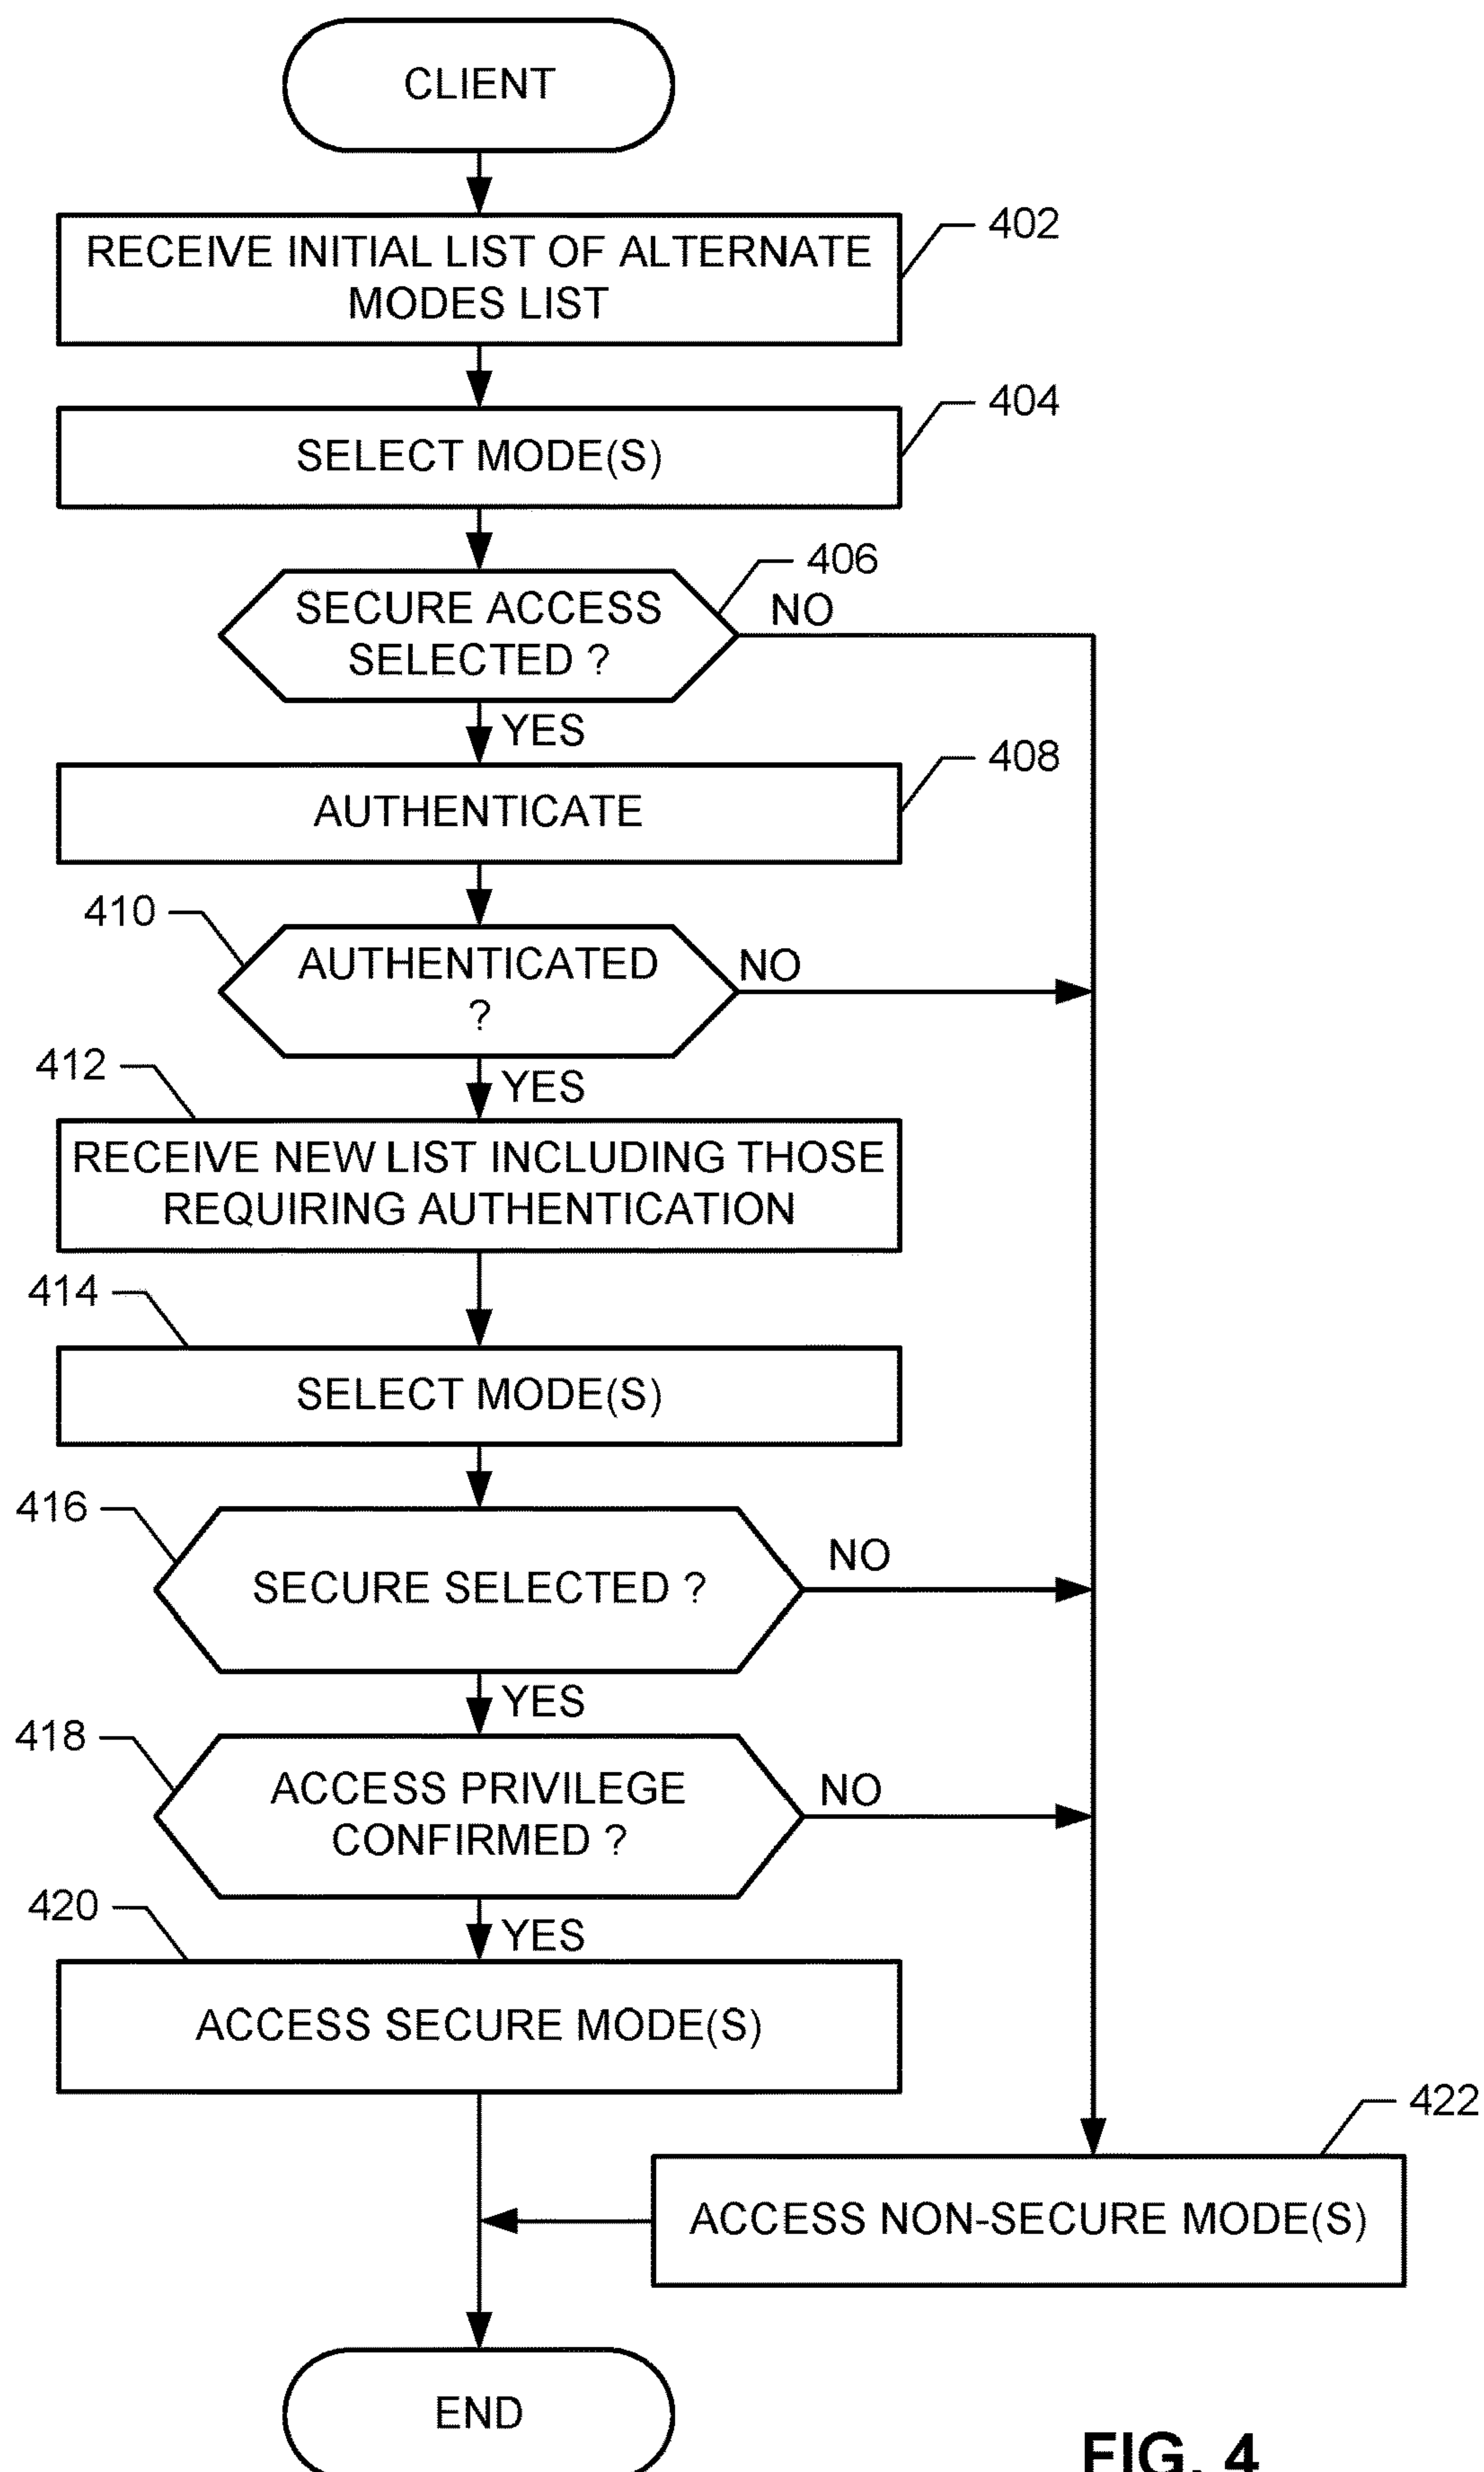 CLIENT
RECEIVE INITIAL LIST OF ALTERNATE
MODES LIST
402
SELECT MODE(S)
404
SECURE ACCESS
SELECTED ?
406
NO
YES
AUTHENTICATE
408
410
AUTHENTICATED
?
NO
YES
412
RECEIVE NEW LIST INCLUDING THOSE
REQUIRING AUTHENTICATION
414
SELECT MODE(S)
416
SECURE SELECTED ?
NO
YES
418
ACCESS PRIVILEGE
CONFIRMED ?
NO
YES
420
ACCESS SECURE MODE(S)
422
ACCESS NON-SECURE MODE(S)
END
FIG. 4